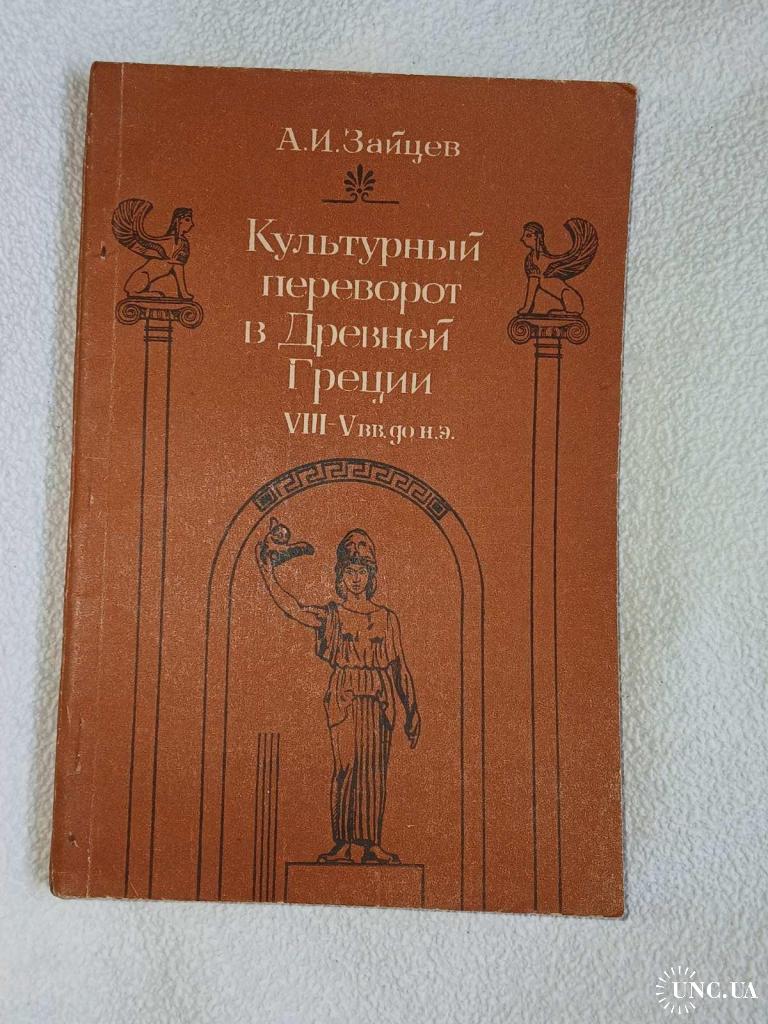 А.И.Зайцев
Культурный
переворот
в Древней
Греции
VIII–V вв. до н.э.
UNC.UA